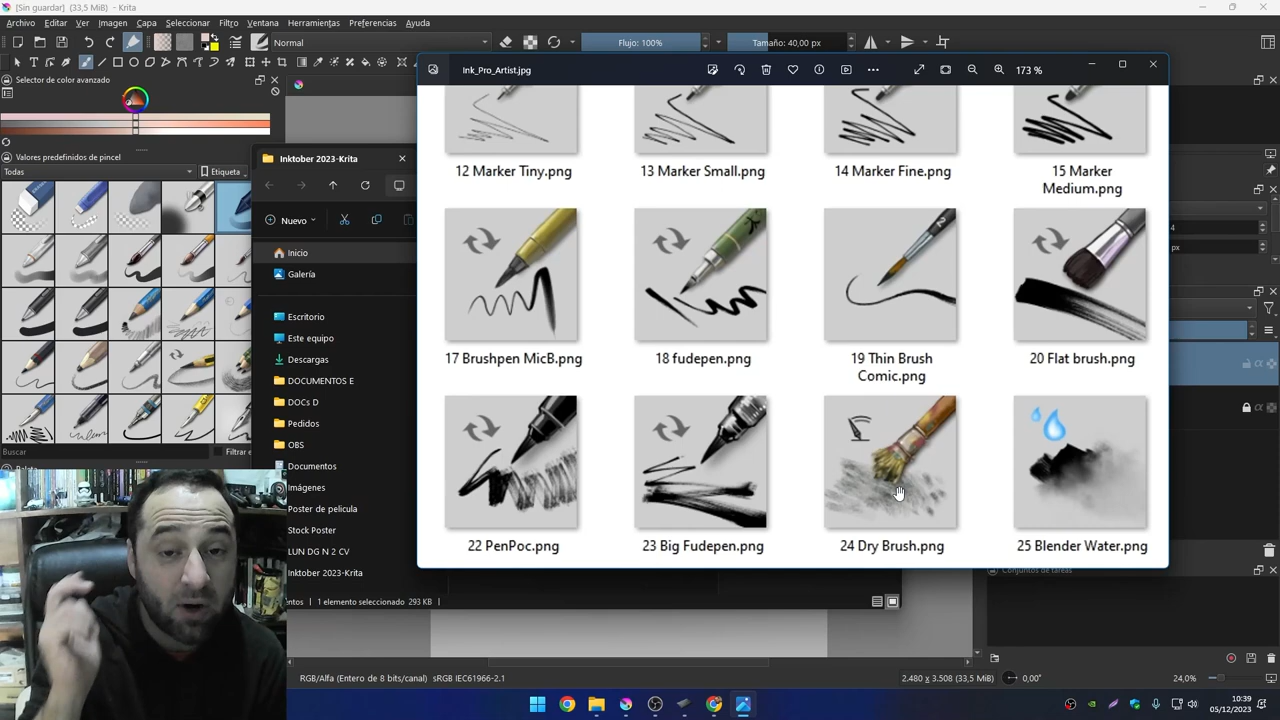 [Sin guardar] (33,5 MiB) - Krita
Archivo Editar Ver Imagen Capa Seleccionar Filtro Ventana Herramientas Preferencias Ayuda
Normal
Flujo: 100%
Tamaño: 40,00 px
Selector de color avanzado
Ink_Pro_Artist.jpg
173 %
Valores predefinidos de pincel
Todas
Etiqueta
Inktober 2023-Krita
Nuevo
Inicio
Galería
Escritorio
Este equipo
Descargas
DOCUMENTOS E
DOCs D
Pedidos
OBS
Documentos
Imágenes
Poster de pelicula
Stock Poster
LUN DG N 2 CV
Inktober 2023-Krita
12 Marker Tiny.png
13 Marker Small.png
14 Marker Fine.png
15 Marker
Medium.png
17 Brushpen MicB.png
18 fudepen.png
19 Thin Brush
Comic.png
20 Flat brush.png
22 PenPoc.png
23 Big Fudepen.png
24 Dry Brush.png
25 Blender Water.png
Buscar
Filtrar e
4
px
Conjuntos de tareas
entos
1 elemento seleccionado 293 KB
RGB/Alfa (Entero de 8 bits/canal) sRGB IEC61966-2.1
2.480 x 3.508 (33,5 MiB)
0,00°
24,0%
10:39
05/12/2023